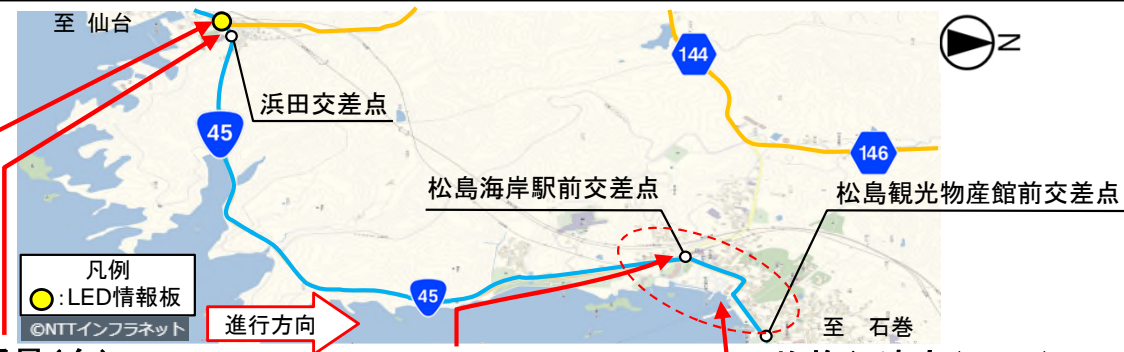 至 仙台
N
144
浜田交差点
45
146
松島海岸駅前交差点
松島観光物産館前交差点
凡例
:LED情報板
45
©NTTインフラネット
進行方向
至 石巻